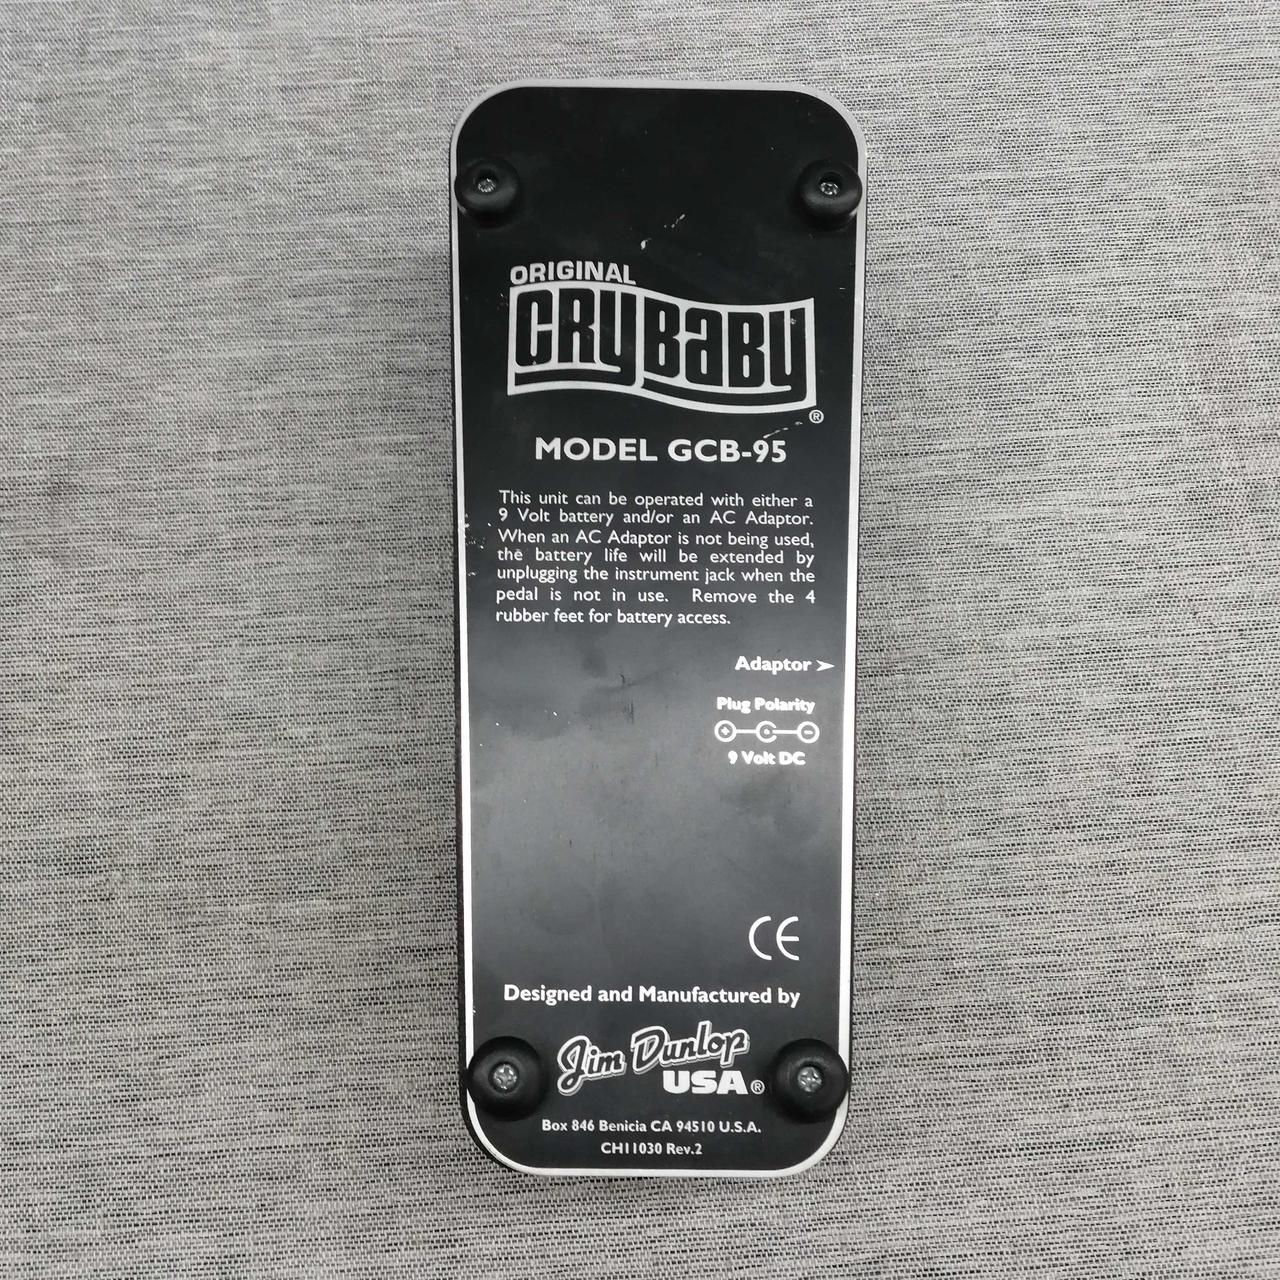 ORIGINAL
CRYBABY
®
MODEL GCB-95
This unit can be operated with either a
9 Volt battery and/or an AC Adaptor.
When an AC Adaptor is not being used,
the battery life will be extended by
unplugging the instrument jack when the
pedal is not in use. Remove the 4
rubber feet for battery access.
Adaptor ➤
Plug Polarity
9 Volt DC
CE
Designed and Manufactured by
Jim Dunlop
USA®
Box 846 Benicia CA 94510 U.S.A.
CH11030 Rev.2